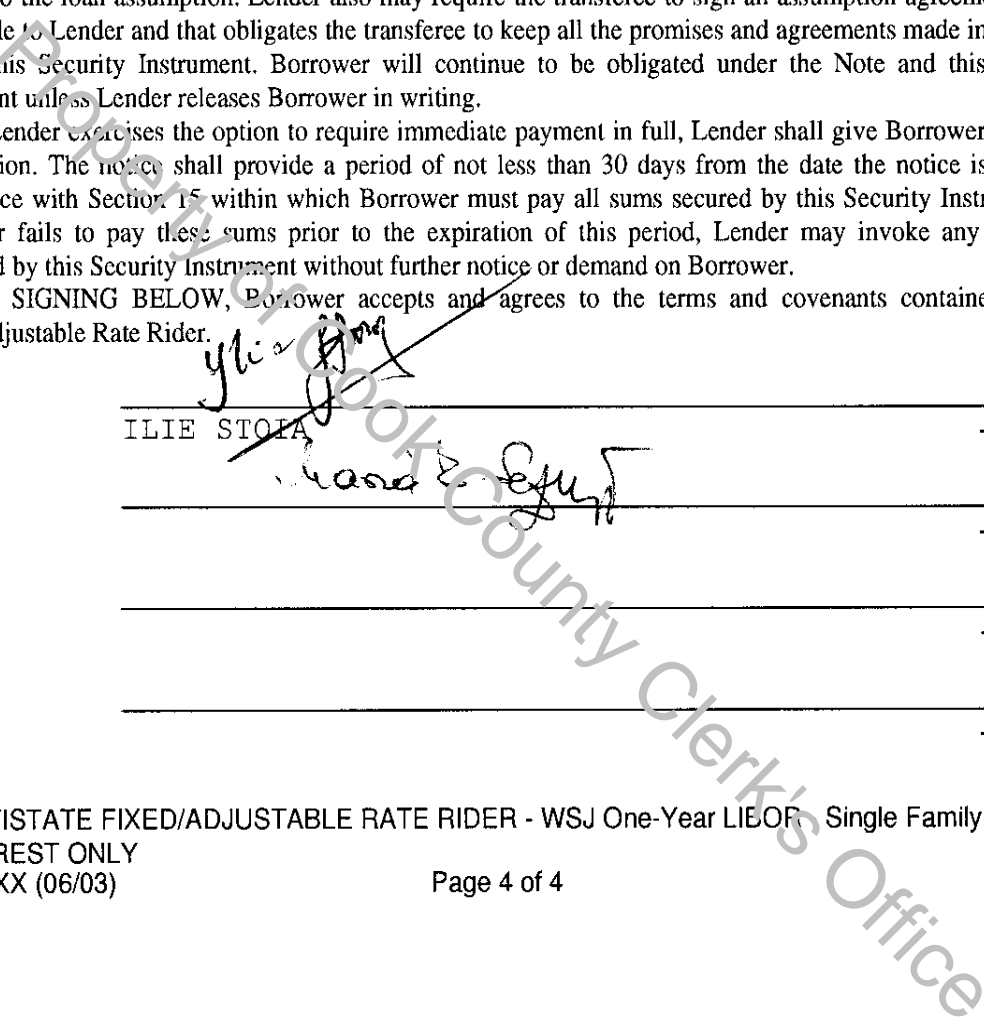 o the loan assumption. Lender also may require the transferee to sign an assumption agreem
le to Lender and that obligates the transferee to keep all the promises and agreements made in
his Security Instrument. Borrower will continue to be obligated under the Note and this
nt unless Lender releases Borrower in writing.
Lender exercises the option to require immediate payment in full, Lender shall give Borrower
ion. The notice shall provide a period of not less than 30 days from the date the notice is
ce with Section 15 within which Borrower must pay all sums secured by this Security Instr
r fails to pay these sums prior to the expiration of this period, Lender may invoke any
d by this Security Instrument without further notice or demand on Borrower.
SIGNING BELOW, Borrower accepts and agrees to the terms and covenants containe
djustable Rate Rider.
ILIE STOIA
ISTATE FIXED/ADJUSTABLE RATE RIDER - WSJ One-Year LIBOR Single Family
REST ONLY
XX (06/03)
Page 4 of 4
Property of Cook County Clerk's Office